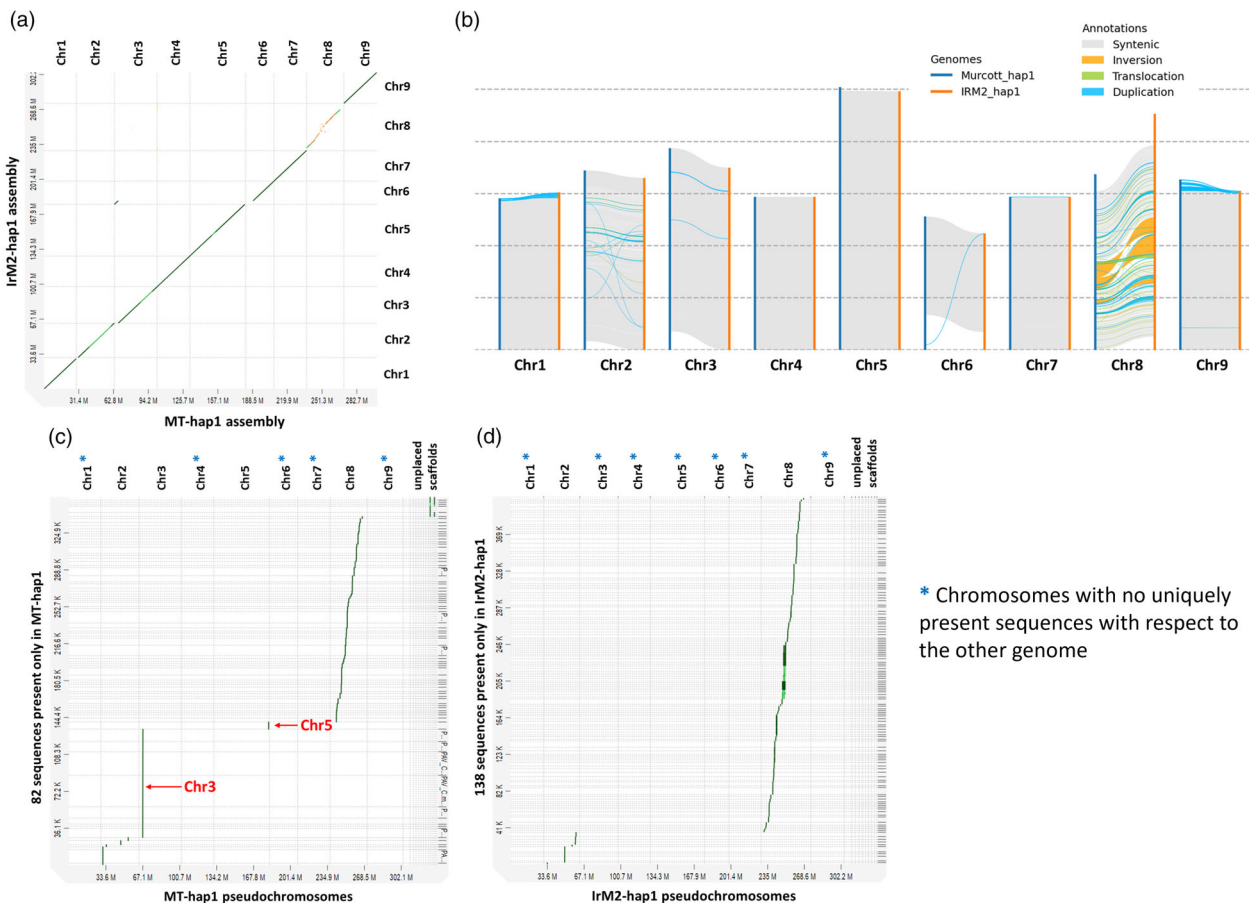 (a)
Chr1 Chr2 Chr3 Chr4 Chr5 Chr6 Chr7 Chr8 Chr9
IrM2-hap1 assembly
268.6 M
235 M
201.4 M
167.9 M
134.3 M
100.7 M
67.1 M
33.6 M
Chr9
Chr8
Chr7
Chr6
Chr5
Chr4
Chr3
Chr2
Chr1
31.4 M 62.8 M 94.2 M 125.7 M 157.1 M 188.5 M 219.9 M 251.3 M 282.7 M
MT-hap1 assembly
(b)
Genomes
Murcott_hap1
IRM2_hap1
Annotations
Syntenic
Inversion
Translocation
Duplication
Chr1 Chr2 Chr3 Chr4 Chr5 Chr6 Chr7 Chr8 Chr9
(c)
* * * * *
Chr1 Chr2 Chr3 Chr4 Chr5 Chr6 Chr7 Chr8 Chr9 unplaced
scaffolds
82 sequences present only in MT-hap1
324.9 K
288.8 K
252.7 K
216.6 K
180.5 K
144.4 K
108.3 K
72.2 K
36.1 K
Chr5
Chr3
33.6 M 67.1 M 100.7 M 134.2 M 167.8 M 201.4 M 234.9 M 268.5 M 302.1 M
MT-hap1 pseudochromosomes
(d)
* * * * * * *
Chr1 Chr2 Chr3 Chr4 Chr5 Chr6 Chr7 Chr8 Chr9 unplaced
scaffolds
138 sequences present only in IrM2-hap1
369 K
328 K
287 K
246 K
205 K
164 K
123 K
82 K
41 K
33.6 M 67.1 M 100.7 M 134.3 M 167.9 M 201.4 M 235 M 268.6 M 302.2 M
IrM2-hap1 pseudochromosomes
* Chromosomes with no uniquely
present sequences with respect to
the other genome